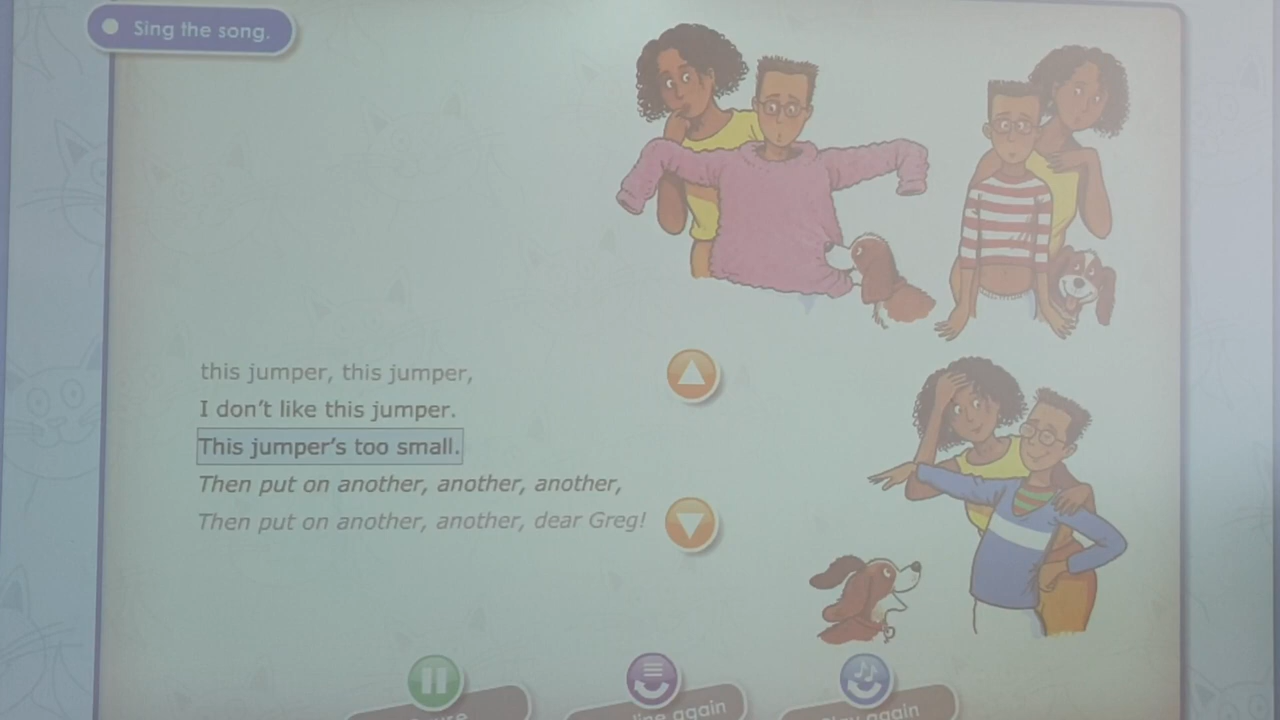 Sing the song.
this jumper, this jumper,
I don't like this jumper.
This jumper's too small.
Then put on another, another, another,
Then put on another, another, dear Greg!
line again
again